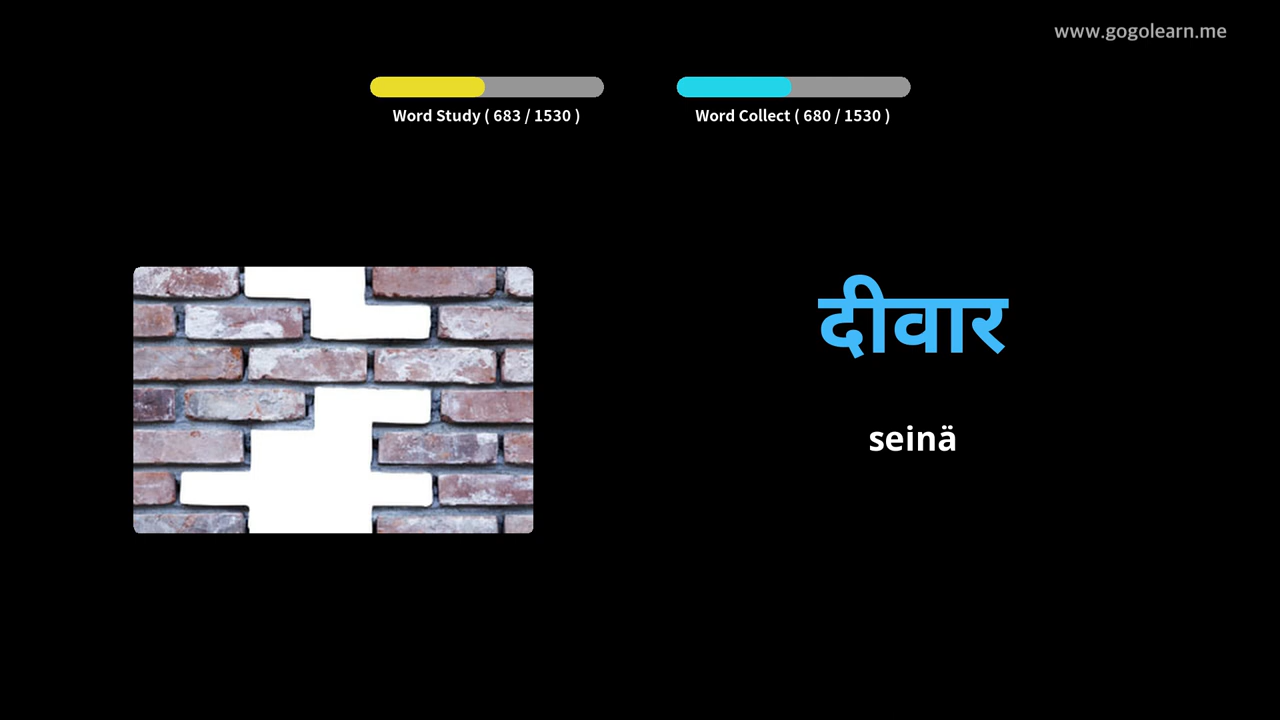 www.gogolearn.me
Word Study ( 683 / 1530 )
Word Collect ( 680 / 1530 )
दीवार
seinä